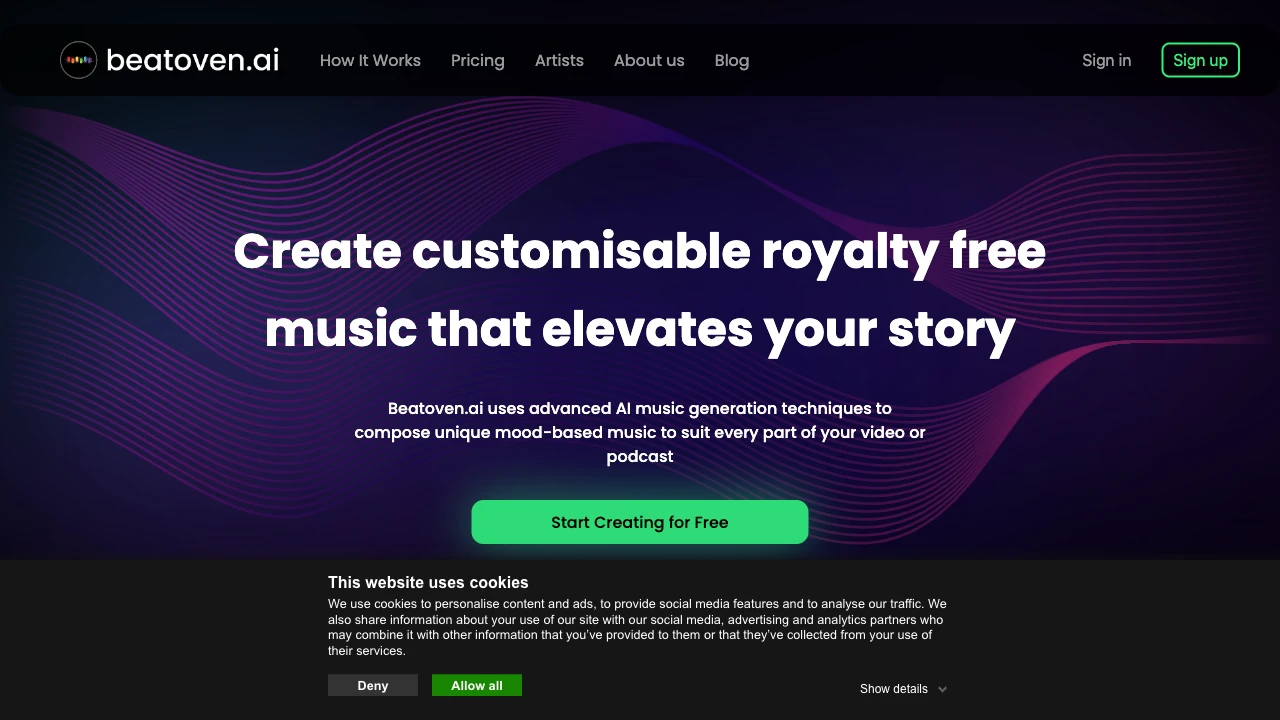 beatoven.ai
How It Works
Pricing
Artists
About us
Blog
Sign in
Sign up
Create customisable royalty free
music that elevates your story
Beatoven.ai uses advanced AI music generation techniques to
compose unique mood-based music to suit every part of your video or
podcast
Start Creating for Free
This website uses cookies
We use cookies to personalise content and ads, to provide social media features and to analyse our traffic. We
also share information about your use of our site with our social media, advertising and analytics partners who
may combine it with other information that you’ve provided to them or that they’ve collected from your use of
their services.
Deny
Allow all
Show details